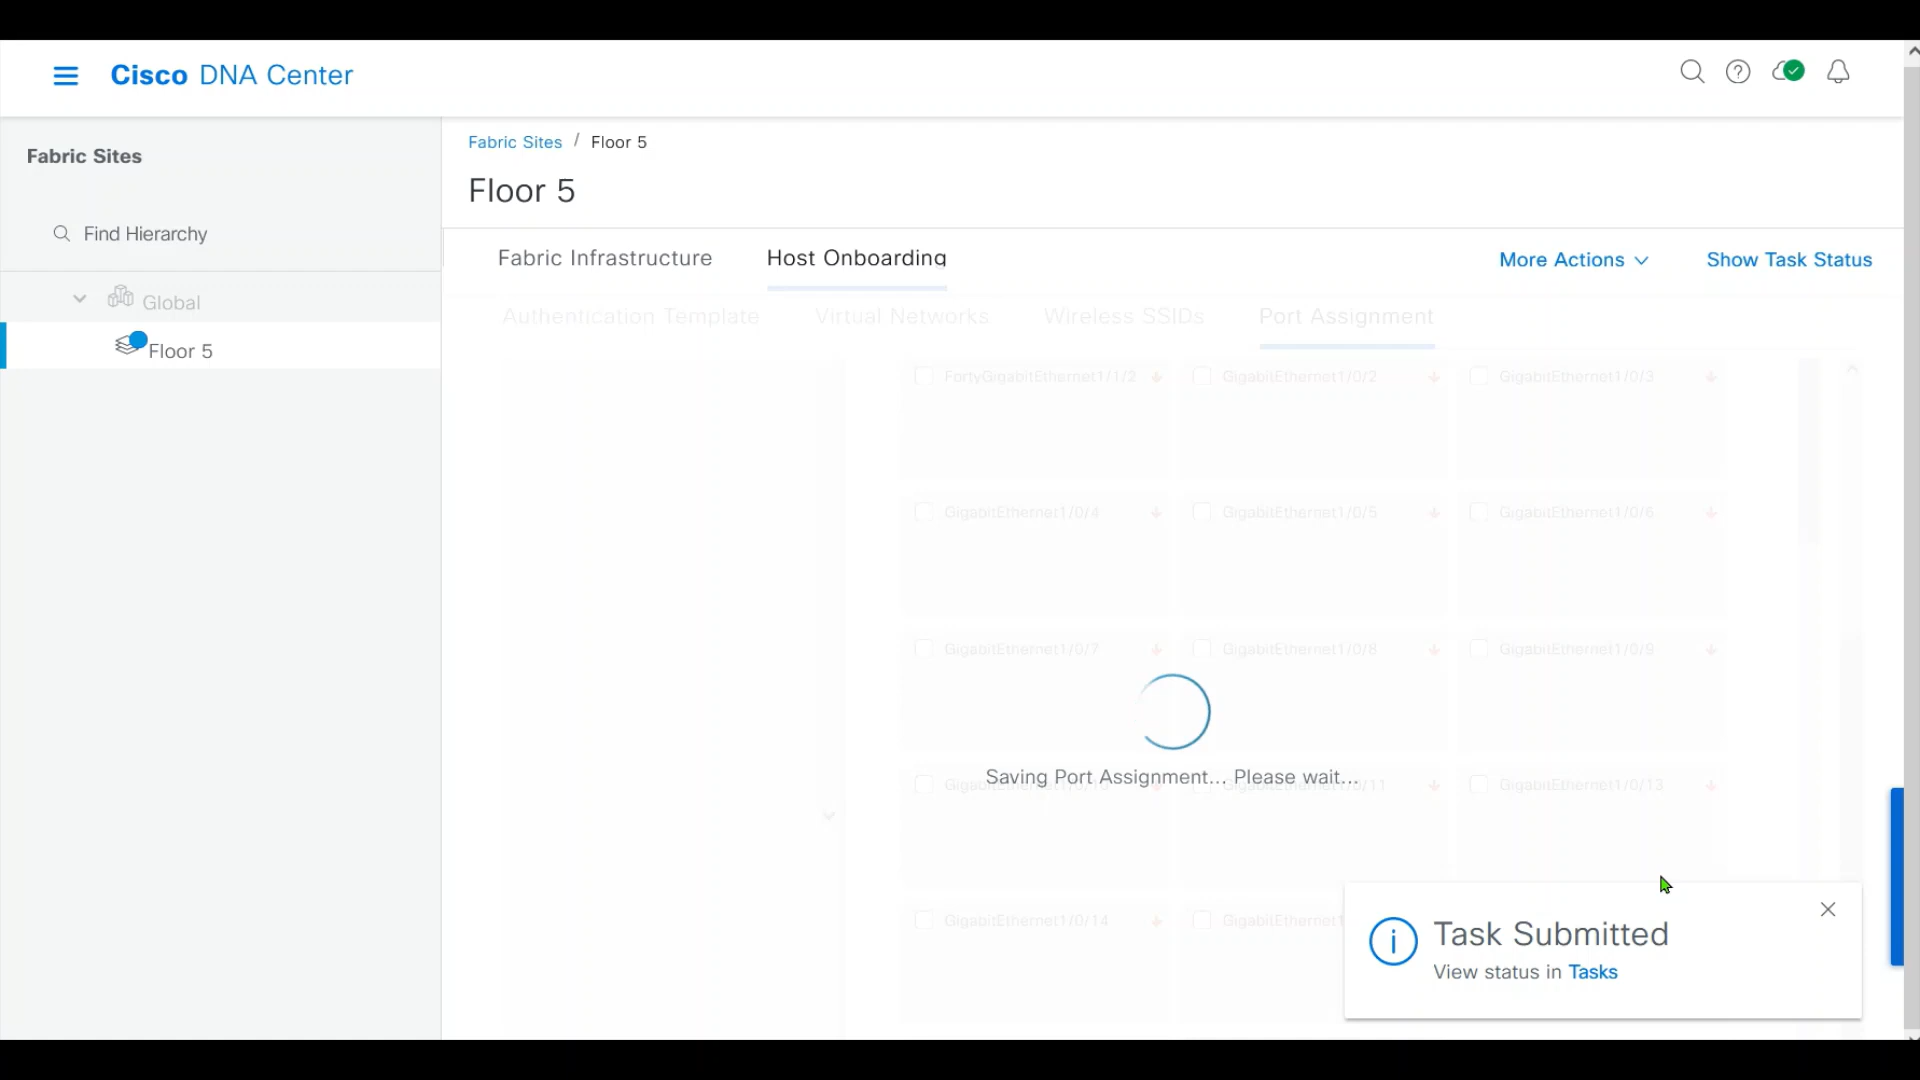 Cisco DNA Center
Fabric Sites
Find Hierarchy
Global
Floor 5
Fabric Sites / Floor 5
Floor 5
Fabric Infrastructure
Host Onboarding
More Actions
Show Task Status
Authentication Template
Virtual Networks
Wireless SSIDs
Port Assignment
FortyGigabitEthernet1/1/2
GigabitEthernet1/0/2
GigabitEthernet1/0/3
GigabitEthernet1/0/4
GigabitEthernet1/0/5
GigabitEthernet1/0/6
GigabitEthernet1/0/7
GigabitEthernet1/0/8
GigabitEthernet1/0/9
Saving Port Assignment... Please wait...
GigabitEthernet1/0/13
GigabitEthernet1/0/14
Task Submitted
View status in Tasks